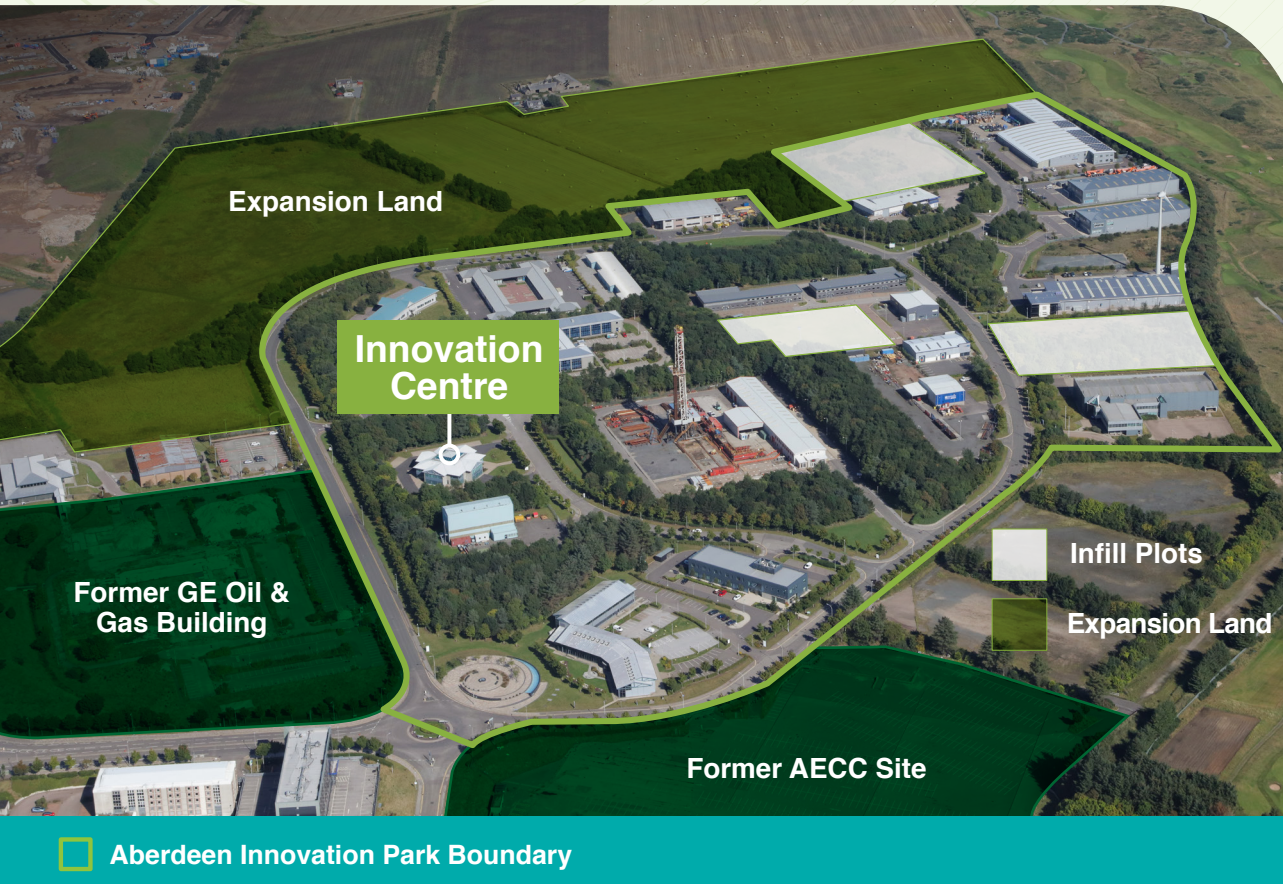 Expansion Land
Innovation
Centre
Former GE Oil &
Gas Building
Infill Plots
Expansion Land
Former AECC Site
Aberdeen Innovation Park Boundary